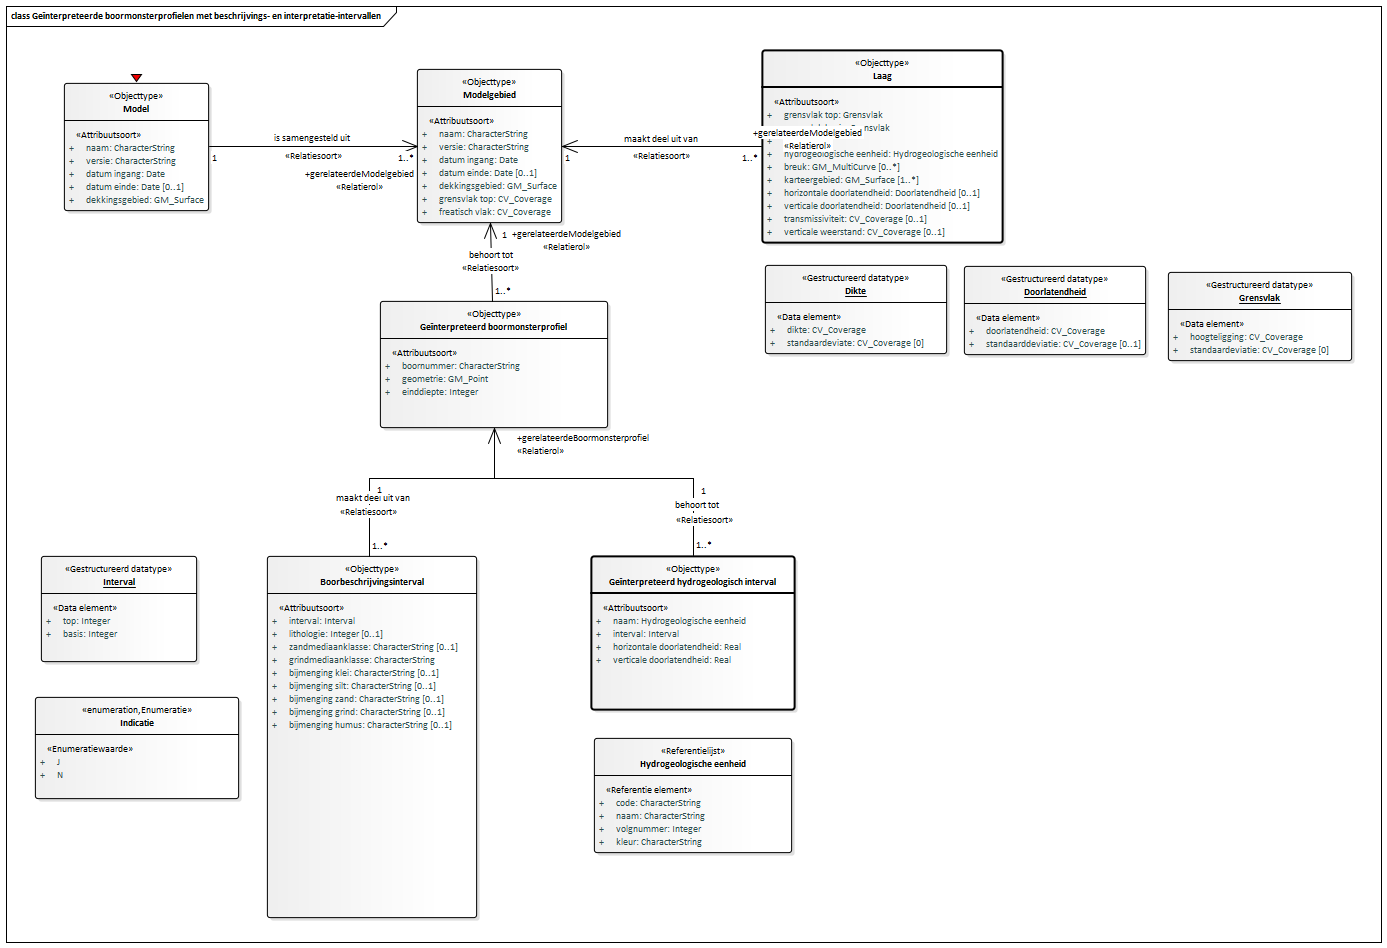 class Geïnterpreteerde boormonsterprofielen met beschrijvings- en interpretatie-intervallen
«Objecttype»
Model
«Attribuutsoort»
+ naam: CharacterString
+ versie: CharacterString
+ datum ingang: Date
+ datum einde: Date [0..1]
+ dekkingsgebied: GM_Surface
is samengesteld uit
«Relatiesoort»
1
1..*
+gerelateerdeModelgebied
«Relatierol»
«Objecttype»
Modelgebied
«Attribuutsoort»
+ naam: CharacterString
+ versie: CharacterString
+ datum ingang: Date
+ datum einde: Date [0..1]
+ dekkingsgebied: GM_Surface
+ grensvlak top: CV_Coverage
+ freatisch vlak: CV_Coverage
maakt deel uit van
«Relatiesoort»
1
1..*
+gerelateerdeModelgebied
«Relatierol»
«Objecttype»
Laag
«Attribuutsoort»
+ grensvlak top: Grensvlak
nsvlak
+ hydrogeologische eenheid: Hydrogeologische eenheid
+ breuk: GM_MultiCurve [0..*]
+ karteergebied: GM_Surface [1..*]
+ horizontale doorlatendheid: Doorlatendheid [0..1]
+ verticale doorlatendheid: Doorlatendheid [0..1]
+ transmissiviteit: CV_Coverage [0..1]
+ verticale weerstand: CV_Coverage [0..1]
1 +gerelateerdeModelgebied
«Relatierol»
behoort tot
«Relatiesoort»
1..*
«Gestructureerd datatype»
Dikte
«Data element»
+ dikte: CV_Coverage
+ standaardeviate: CV_Coverage [0]
«Gestructureerd datatype»
Doorlatendheid
«Data element»
+ doorlatendheid: CV_Coverage
+ standaarddeviatie: CV_Coverage [0..1]
«Gestructureerd datatype»
Grensvlak
«Data element»
+ hoogteligging: CV_Coverage
+ standaardeviatie: CV_Coverage [0]
«Objecttype»
Geïnterpreteerd boormonsterprofiel
«Attribuutsoort»
+ boornummer: CharacterString
+ geometrie: GM_Point
+ einddiepte: Integer
+gerelateerdeBoormonsterprofiel
«Relatierol»
1
maakt deel uit van
«Relatiesoort»
1..*
1
behoort tot
«Relatiesoort»
1..*
«Gestructureerd datatype»
Interval
«Data element»
+ top: Integer
+ basis: Integer
«Objecttype»
Boorbeschrijvingsinterval
«Attribuutsoort»
+ interval: Interval
+ lithologie: Integer [0..1]
+ zandmediaanklasse: CharacterString [0..1]
+ grindmediaanklasse: CharacterString
+ bijmenging klei: CharacterString [0..1]
+ bijmenging silt: CharacterString [0..1]
+ bijmenging zand: CharacterString [0..1]
+ bijmenging grind: CharacterString [0..1]
+ bijmenging humus: CharacterString [0..1]
«Objecttype»
Geïnterpreteerd hydrogeologisch interval
«Attribuutsoort»
+ naam: Hydrogeologische eenheid
+ interval: Interval
+ horizontale doorlatendheid: Real
+ verticale doorlatendheid: Real
«enumeration,Enumeratie»
Indicatie
«Enumeratiewaarde»
+ J
+ N
«Referentielijst»
Hydrogeologische eenheid
«Referentie element»
+ code: CharacterString
+ naam: CharacterString
+ volgnummer: Integer
+ kleur: CharacterString